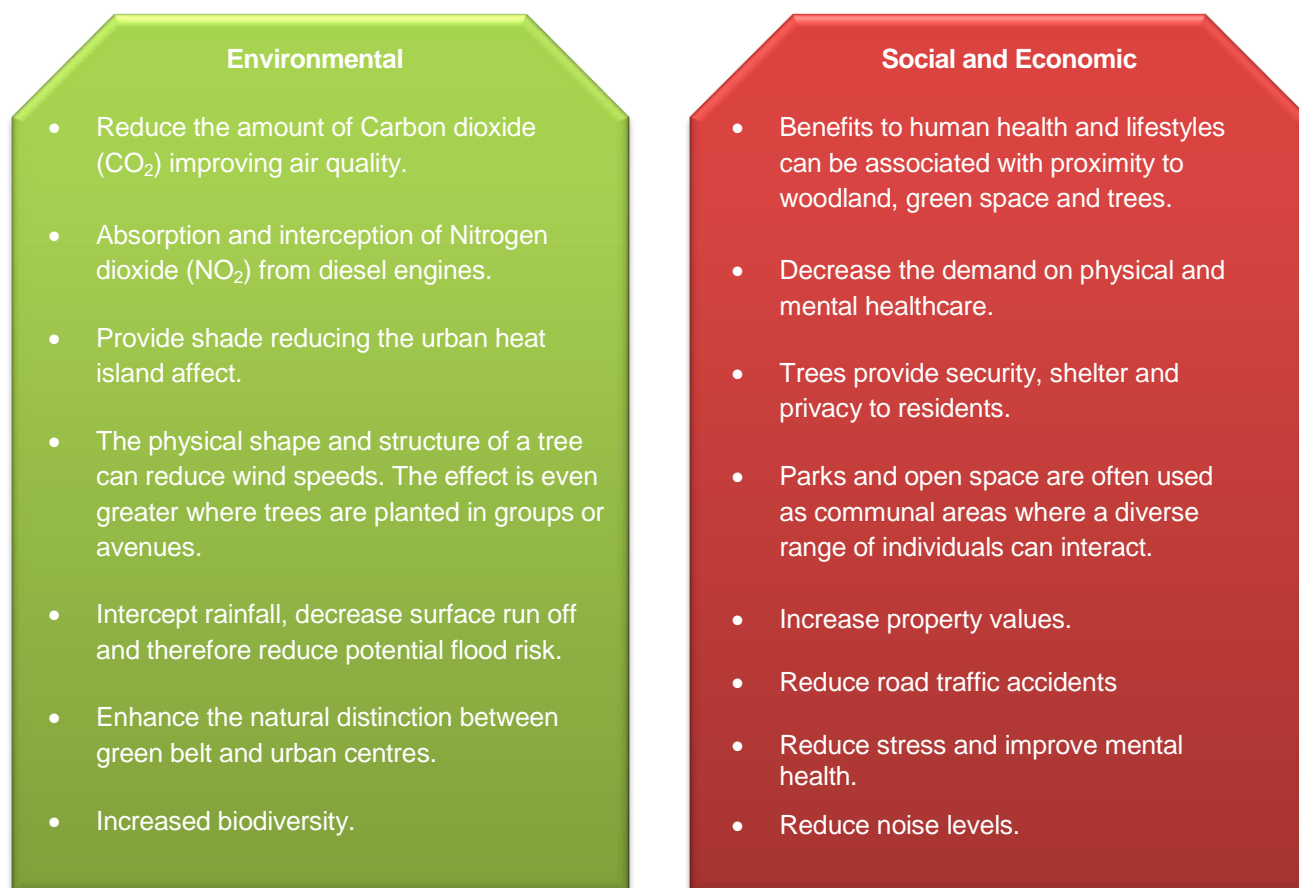 Environmental
• Reduce the amount of Carbon dioxide
(CO₂) improving air quality.
• Absorption and interception of Nitrogen
dioxide (NO₂) from diesel engines.
• Provide shade reducing the urban heat
island affect.
• The physical shape and structure of a tree
can reduce wind speeds. The effect is even
greater where trees are planted in groups or
avenues.
• Intercept rainfall, decrease surface run off
and therefore reduce potential flood risk.
• Enhance the natural distinction between
green belt and urban centres.
• Increased biodiversity.
Social and Economic
• Benefits to human health and lifestyles
can be associated with proximity to
woodland, green space and trees.
• Decrease the demand on physical and
mental healthcare.
• Trees provide security, shelter and
privacy to residents.
• Parks and open space are often used
as communal areas where a diverse
range of individuals can interact.
• Increase property values.
• Reduce road traffic accidents
• Reduce stress and improve mental
health.
• Reduce noise levels.